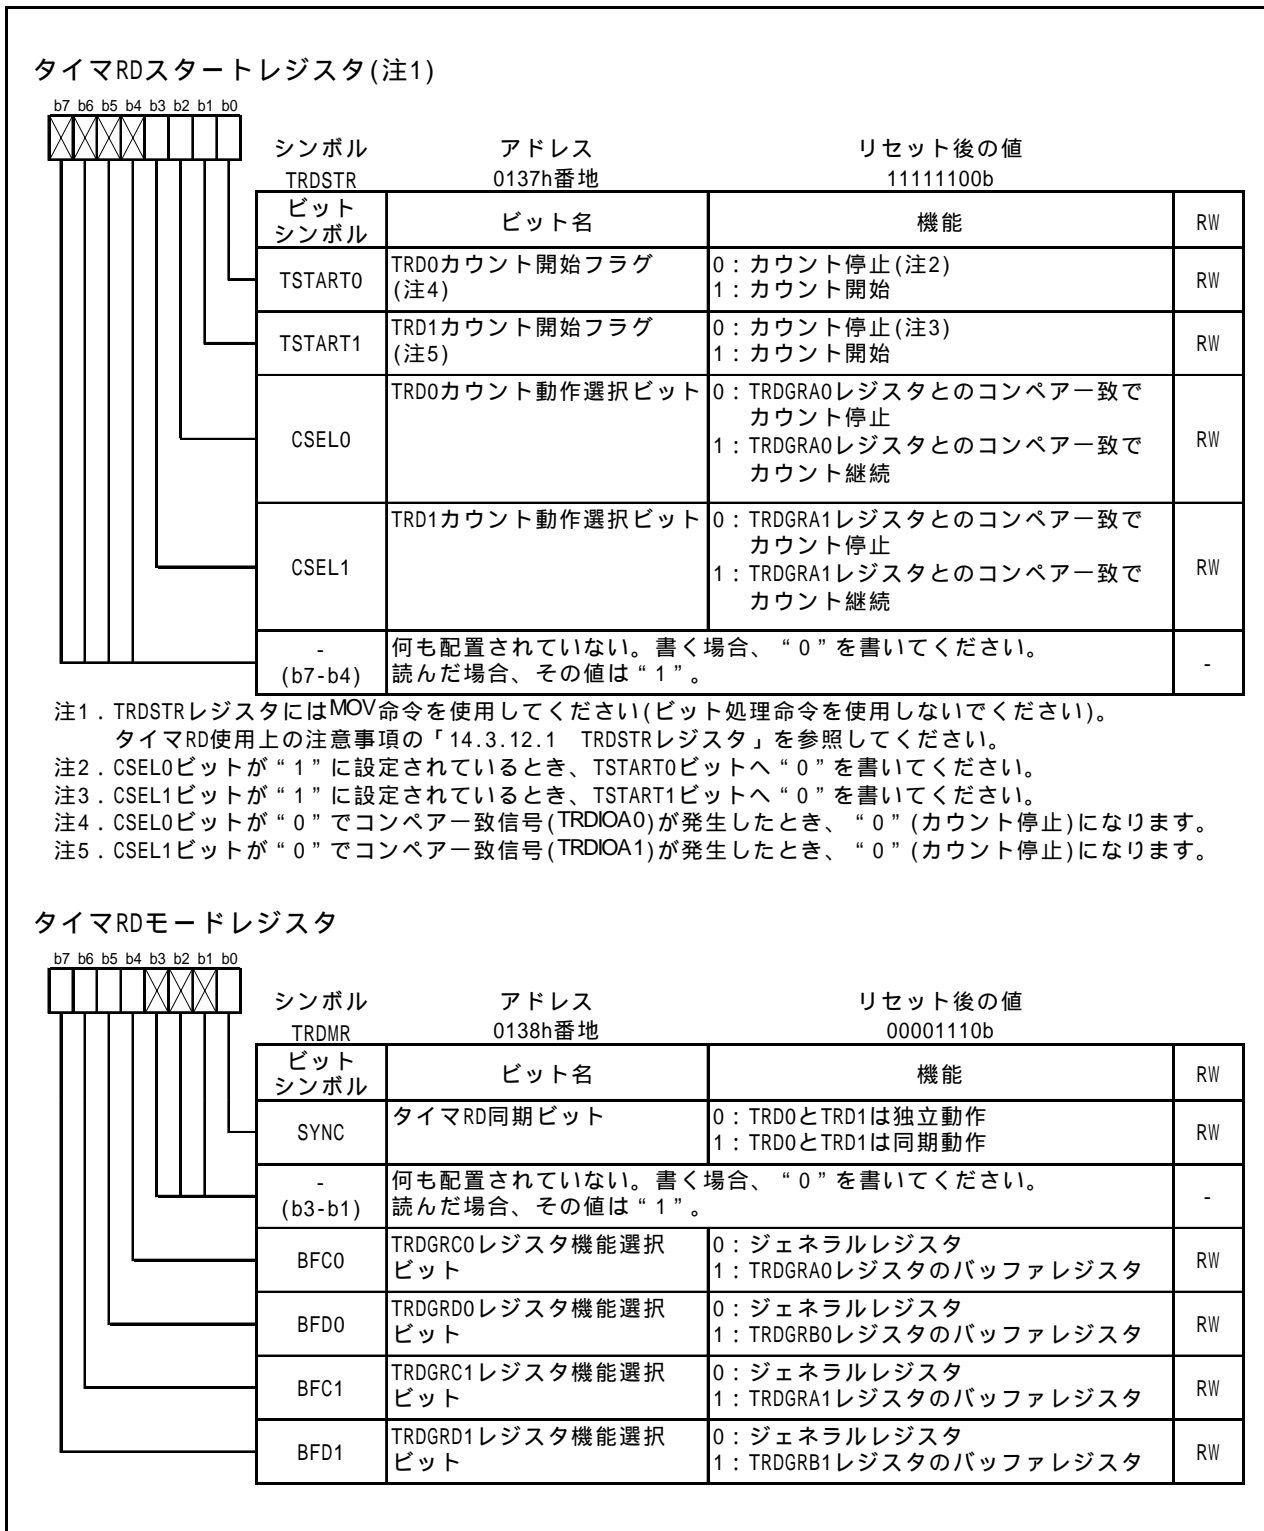 タイマRDスタートレジスタ(注1)
b7 b6 b5 b4 b3 b2 b1 b0
シンボル アドレス リセット後の値
TRDSTR 0137h番地 11111100b
ビット
シンボル ビット名 機能 RW
TSTART0 TRD0カウント開始フラグ
(注4) 0:カウント停止(注2)
1:カウント開始 RW
TSTART1 TRD1カウント開始フラグ
(注5) 0:カウント停止(注3)
1:カウント開始 RW
CSEL0 TRD0カウント動作選択ビット 0:TRDGRA0レジスタとのコンペア一致で
カウント停止
1:TRDGRA0レジスタとのコンペア一致で
カウント継続 RW
CSEL1 TRD1カウント動作選択ビット 0:TRDGRA1レジスタとのコンペア一致で
カウント停止
1:TRDGRA1レジスタとのコンペア一致で
カウント継続 RW
-
(b7-b4) 何も配置されていない。書く場合、“0”を書いてください。
読んだ場合、その値は“1”。 -
注1.TRDSTRレジスタにはMOV命令を使用してください(ビット処理命令を使用しないでください)。
タイマRD使用上の注意事項の「14.3.12.1 TRDSTRレジスタ」を参照してください。
注2.CSEL0ビットが“1”に設定されているとき、TSTART0ビットへ“0”を書いてください。
注3.CSEL1ビットが“1”に設定されているとき、TSTART1ビットへ“0”を書いてください。
注4.CSEL0ビットが“0”でコンペア一致信号(TRDIOA0)が発生したとき、“0”(カウント停止)になります。
注5.CSEL1ビットが“0”でコンペア一致信号(TRDIOA1)が発生したとき、“0”(カウント停止)になります。
タイマRDモードレジスタ
b7 b6 b5 b4 b3 b2 b1 b0
シンボル アドレス リセット後の値
TRDMR 0138h番地 00001110b
ビット
シンボル ビット名 機能 RW
SYNC タイマRD同期ビット 0:TRD0とTRD1は独立動作
1:TRD0とTRD1は同期動作 RW
-
(b3-b1) 何も配置されていない。書く場合、“0”を書いてください。
読んだ場合、その値は“1”。 -
BFC0 TRDGRC0レジスタ機能選択
ビット 0:ジェネラルレジスタ
1:TRDGRA0レジスタのバッファレジスタ RW
BFD0 TRDGRD0レジスタ機能選択
ビット 0:ジェネラルレジスタ
1:TRDGRB0レジスタのバッファレジスタ RW
BFC1 TRDGRC1レジスタ機能選択
ビット 0:ジェネラルレジスタ
1:TRDGRA1レジスタのバッファレジスタ RW
BFD1 TRDGRD1レジスタ機能選択
ビット 0:ジェネラルレジスタ
1:TRDGRB1レジスタのバッファレジスタ RW